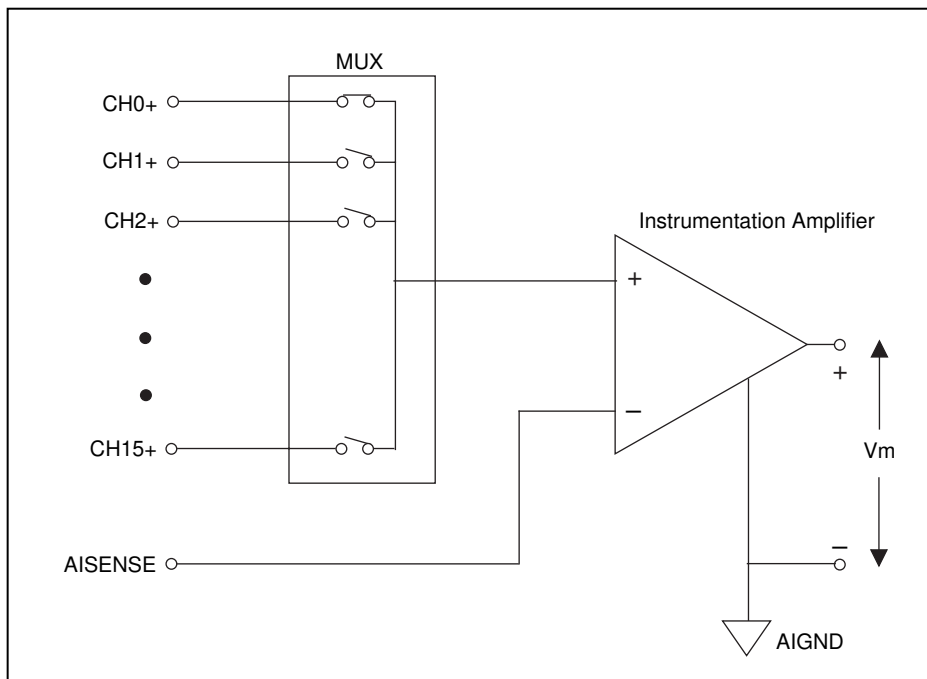 MUX
CH0+
CH1+
CH2+
Instrumentation Amplifier
+
+
−
Vm
CH15+
−
AISENSE
AIGND